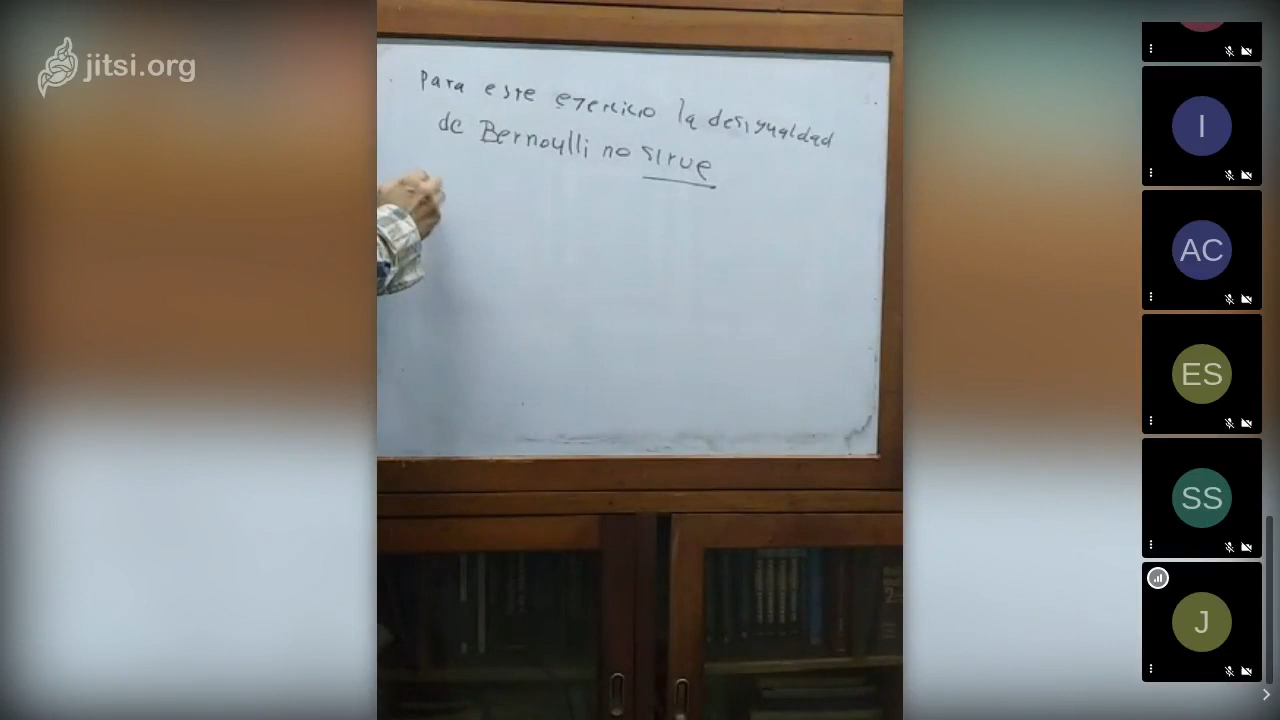 jitsi.org
para este ejercicio la desigualdad
de Bernoulli no sirve
I
AC
ES
SS
J